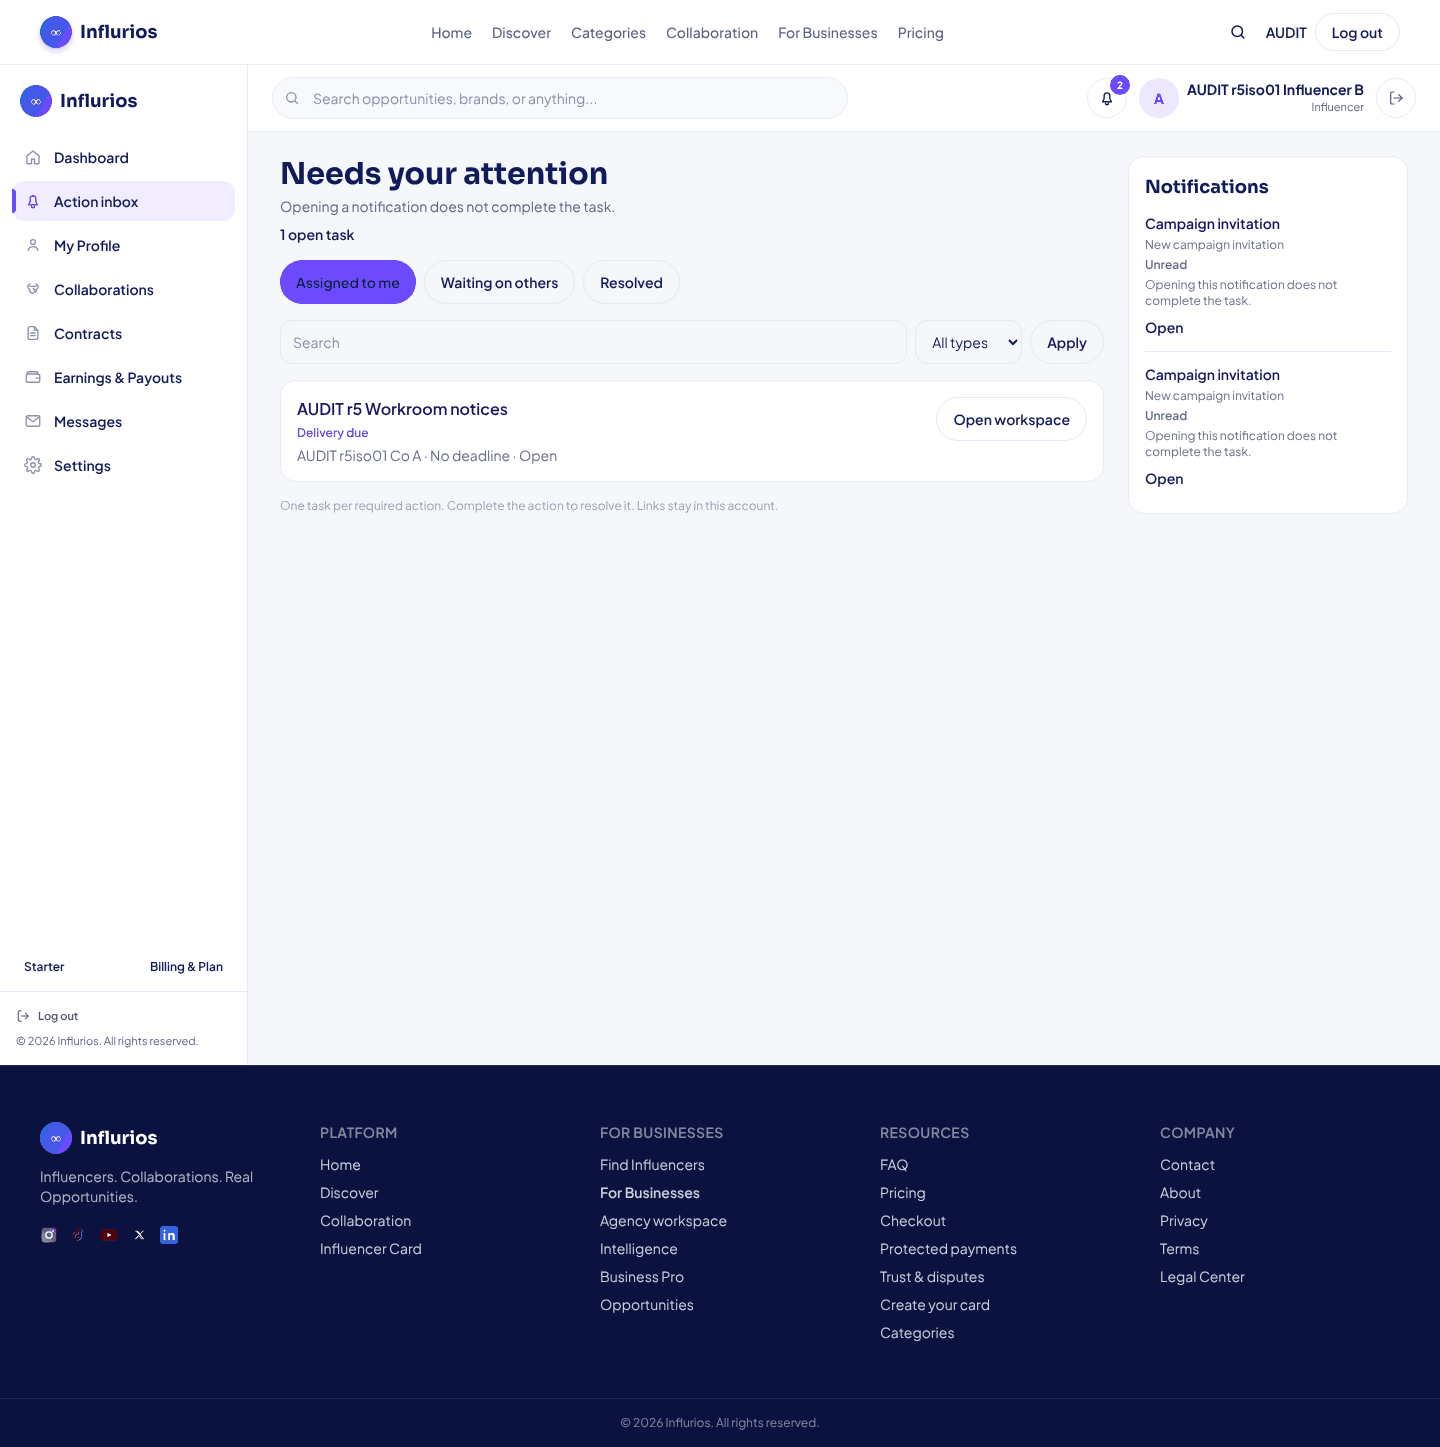 Influrios
Home
Discover
Categories
Collaboration
For Businesses
Pricing
AUDIT
Log out
Influrios
Dashboard
Action inbox
My Profile
Collaborations
Contracts
Earnings & Payouts
Messages
Settings
Starter
Billing & Plan
Log out
© 2026 Influrios. All rights reserved.
Search opportunities, brands, or anything...
2
A
AUDIT r5iso01 Influencer B
Influencer
Needs your attention
Opening a notification does not complete the task.
1 open task
Assigned to me
Waiting on others
Resolved
Search
All types
Apply
AUDIT r5 Workroom notices
Delivery due
AUDIT r5iso01 Co A · No deadline · Open
Open workspace
One task per required action. Complete the action to resolve it. Links stay in this account.
Notifications
Campaign invitation
New campaign invitation
Unread
Opening this notification does not
complete the task.
Open
Campaign invitation
New campaign invitation
Unread
Opening this notification does not
complete the task.
Open
Influrios
Influencers. Collaborations. Real
Opportunities.
PLATFORM
Home
Discover
Collaboration
Influencer Card
FOR BUSINESSES
Find Influencers
For Businesses
Agency workspace
Intelligence
Business Pro
Opportunities
RESOURCES
FAQ
Pricing
Checkout
Protected payments
Trust & disputes
Create your card
Categories
COMPANY
Contact
About
Privacy
Terms
Legal Center
© 2026 Influrios. All rights reserved.